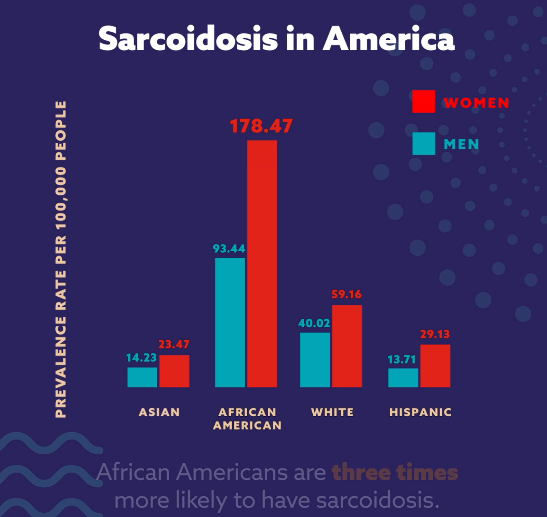 Sarcoidosis in America
WOMEN
MEN
PREVALENCE RATE PER 100,000 PEOPLE
178.47
93.44
59.16
40.02
29.13
23.47
14.23
13.71
ASIAN
AFRICAN
AMERICAN
WHITE
HISPANIC
African Americans are three times
more likely to have sarcoidosis.